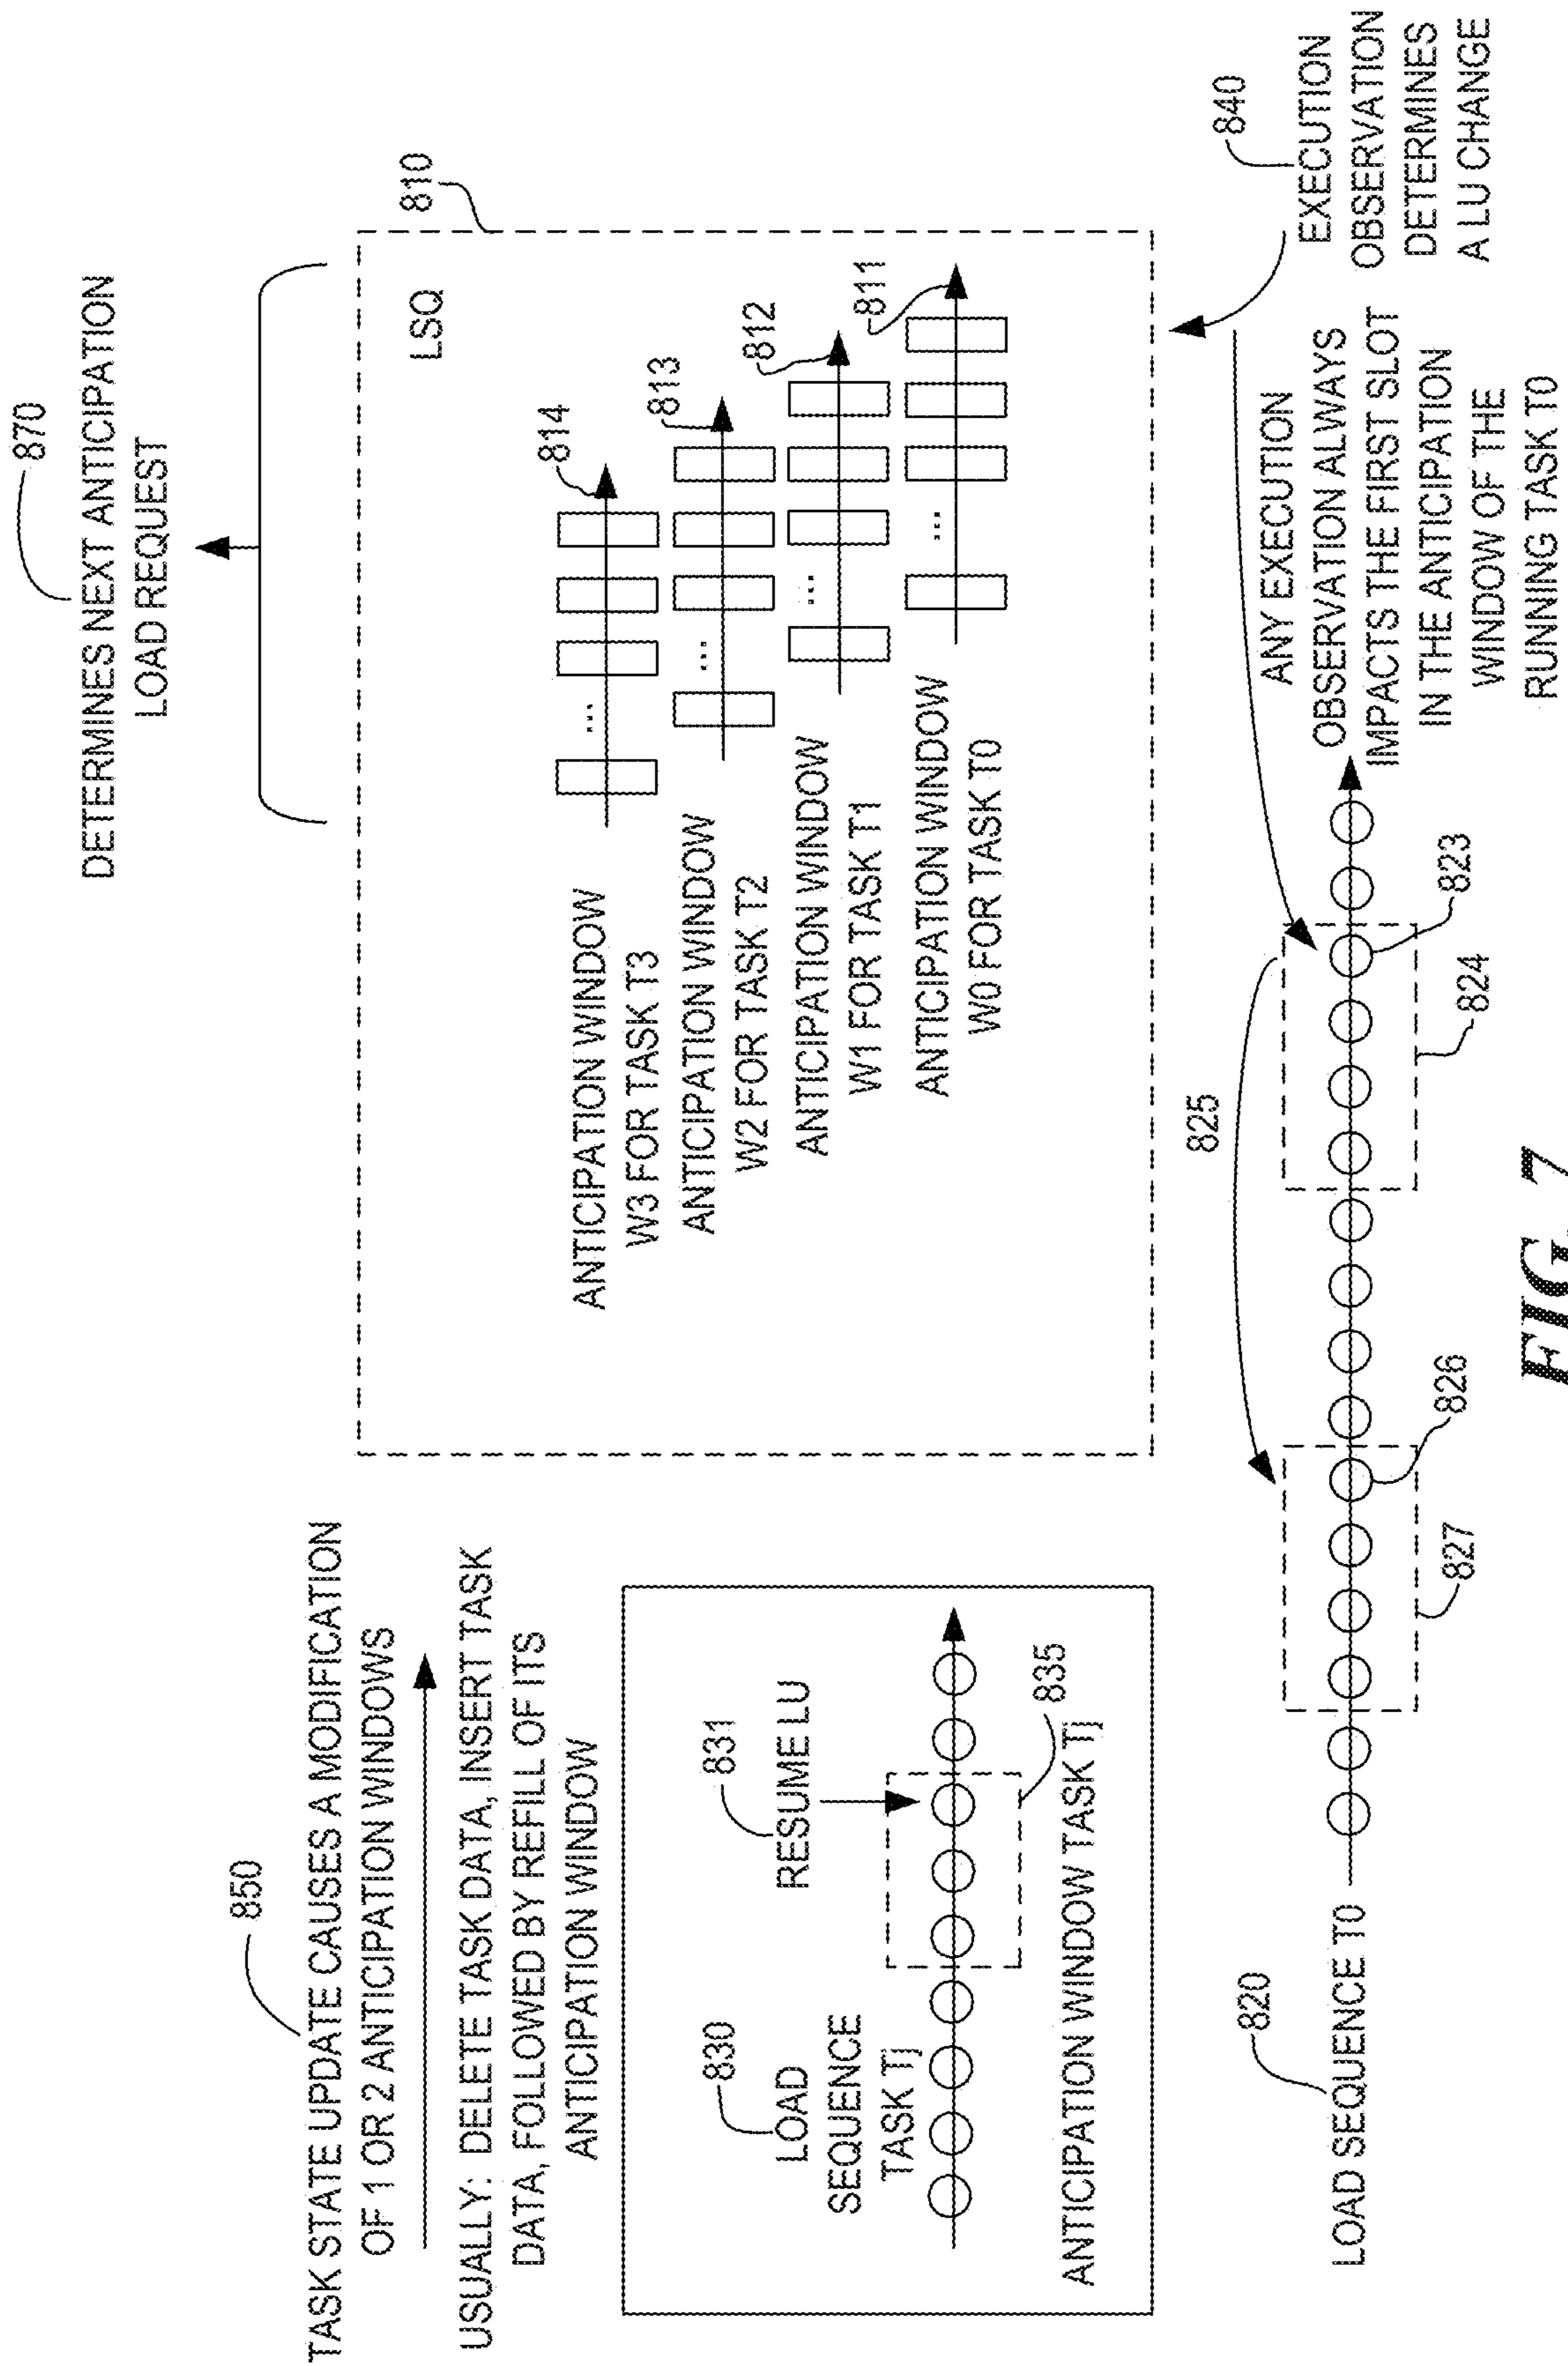 870
DETERMINES NEXT ANTICIPATION
LOAD REQUEST
850
TASK STATE UPDATE CAUSES A MODIFICATION
OF 1 OR 2 ANTICIPATION WINDOWS
USUALLY: DELETE TASK DATA, INSERT TASK
DATA, FOLLOWED BY REFILL OF ITS
ANTICIPATION WINDOW
830
LOAD
SEQUENCE
TASK Tj
831
RESUME LU
835
ANTICIPATION WINDOW TASK Tj
810
LSQ
814
813
812
811
ANTICIPATION WINDOW
W3 FOR TASK T3
ANTICIPATION WINDOW
W2 FOR TASK T2
ANTICIPATION WINDOW
W1 FOR TASK T1
ANTICIPATION WINDOW
W0 FOR TASK T0
840
EXECUTION
OBSERVATION
DETERMINES
A LU CHANGE
ANY EXECUTION
OBSERVATION ALWAYS
IMPACTS THE FIRST SLOT
IN THE ANTICIPATION
WINDOW OF THE
RUNNING TASK T0
820
LOAD SEQUENCE T0
825
827
826
824
823
FIG. 7